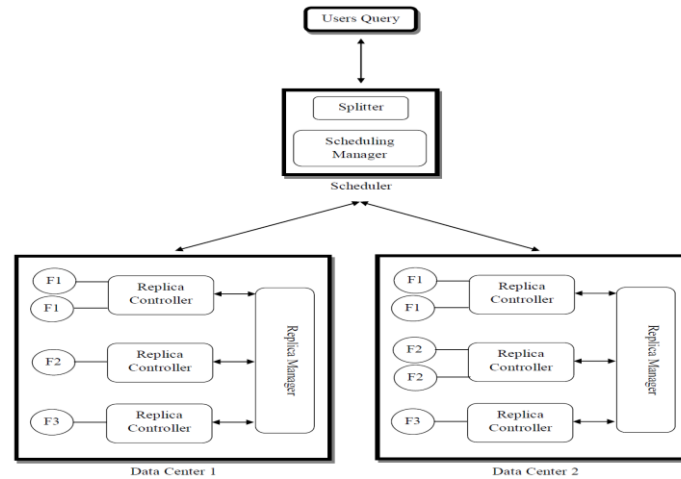 Users Query
Splitter
Scheduling
Manager
Scheduler
F1
F1
Replica
Controller
F2
Replica
Controller
F3
Replica
Controller
Replica Manager
Data Center 1
F1
F1
Replica
Controller
F2
F2
Replica
Controller
F3
Replica
Controller
Replica Manager
Data Center 2